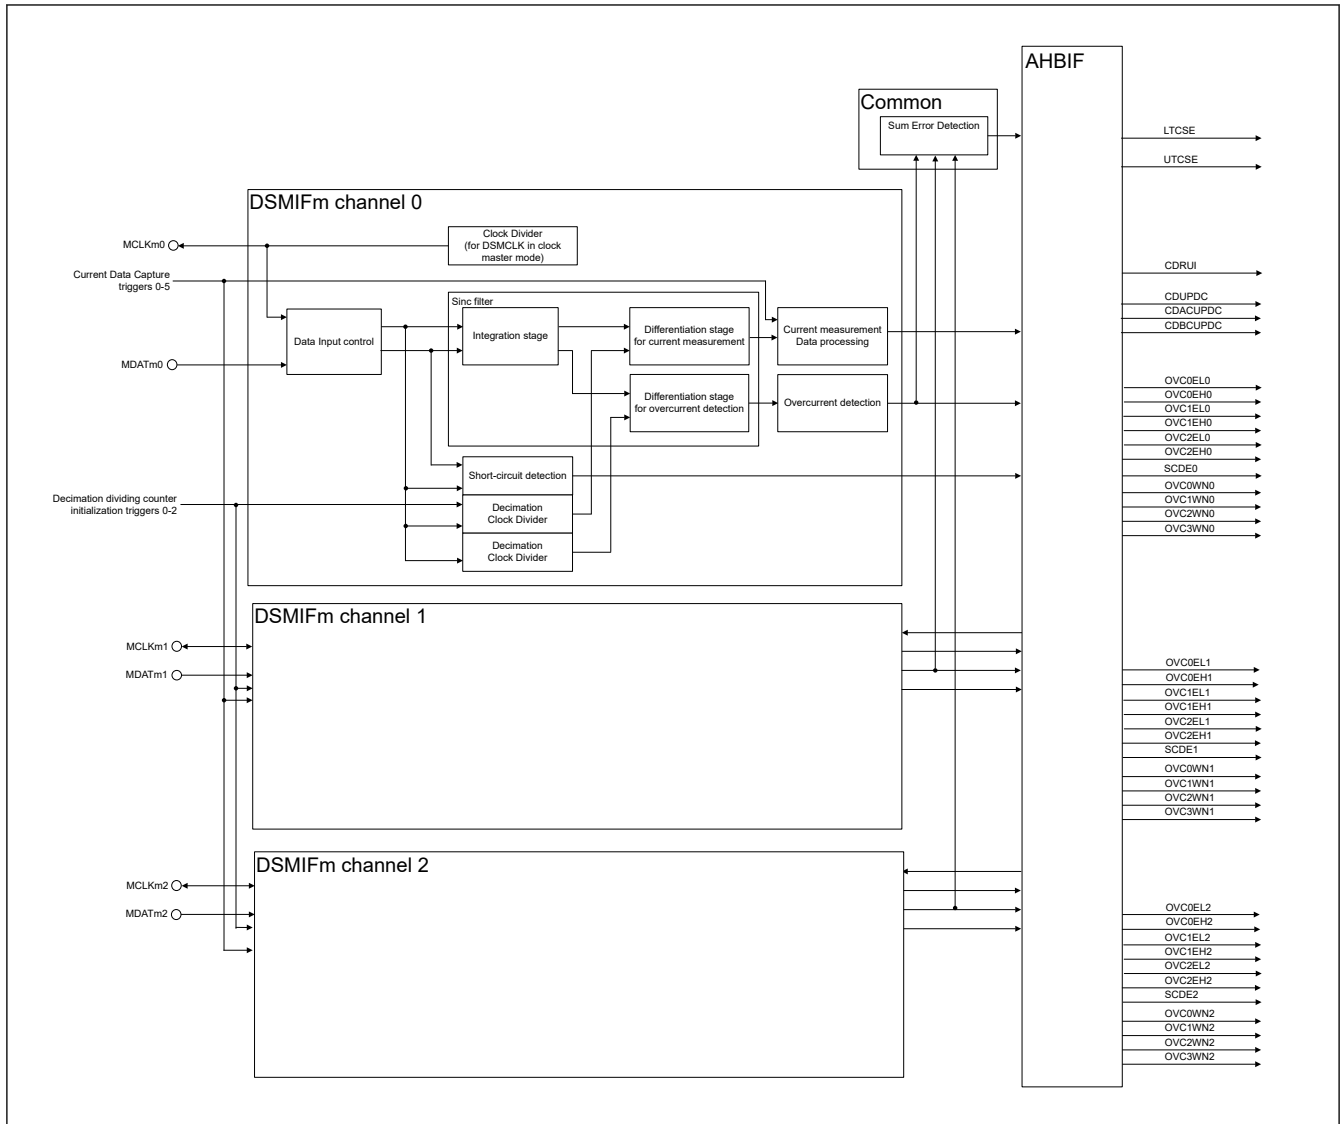 AHBIF
Common
Sum Error Detection
LTCSE
UTCSE
DSMIFm channel 0
MCLKm0
Clock Divider
(for DSMCLK in clock
master mode)
Current Data Capture
triggers 0-5
CDRUI
Sinc filter
CDUPDC
CDACUPDC
CDBCUPDC
Data Input control
Integration stage
Differentiation stage
for current measurement
Current measurement
Data processing
MDATm0
Differentiation stage
for overcurrent detection
Overcurrent detection
OVC0EL0
OVC0EH0
OVC1EL0
OVC1EH0
OVC2EL0
OVC2EH0
SCDE0
OVC0WN0
OVC1WN0
OVC2WN0
OVC3WN0
Short-circuit detection
Decimation dividing counter
initialization triggers 0-2
Decimation
Clock Divider
Decimation
Clock Divider
DSMIFm channel 1
MCLKm1
MDATm1
OVC0EL1
OVC0EH1
OVC1EL1
OVC1EH1
OVC2EL1
OVC2EH1
SCDE1
OVC0WN1
OVC1WN1
OVC2WN1
OVC3WN1
DSMIFm channel 2
MCLKm2
MDATm2
OVC0EL2
OVC0EH2
OVC1EL2
OVC1EH2
OVC2EL2
OVC2EH2
SCDE2
OVC0WN2
OVC1WN2
OVC2WN2
OVC3WN2